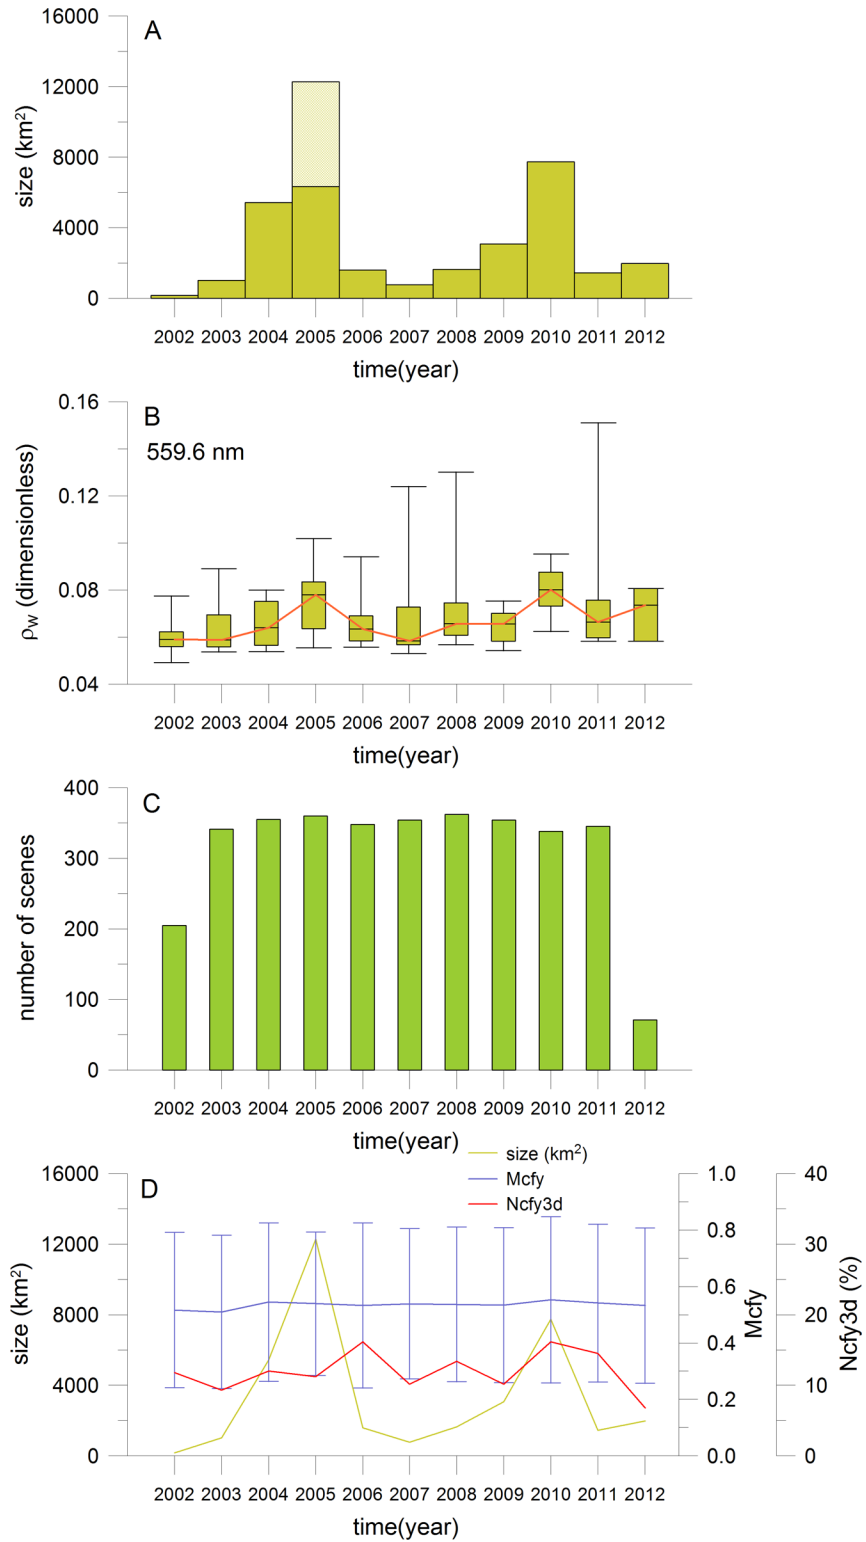 A
size (km²)
16000
12000
8000
4000
0
2002 2003 2004 2005 2006 2007 2008 2009 2010 2011 2012
time(year)
B
559.6 nm
ρw (dimensionless)
0.16
0.12
0.08
0.04
2002 2003 2004 2005 2006 2007 2008 2009 2010 2011 2012
time(year)
C
number of scenes
400
300
200
100
0
2002 2003 2004 2005 2006 2007 2008 2009 2010 2011 2012
time(year)
D
size (km²)
Mcfy
Ncfy3d
size (km²)
16000
12000
8000
4000
0
1.0
0.8
0.6
0.4
0.2
0.0
Mcfy
40
30
20
10
0
Ncfy3d (%)
2002 2003 2004 2005 2006 2007 2008 2009 2010 2011 2012
time(year)